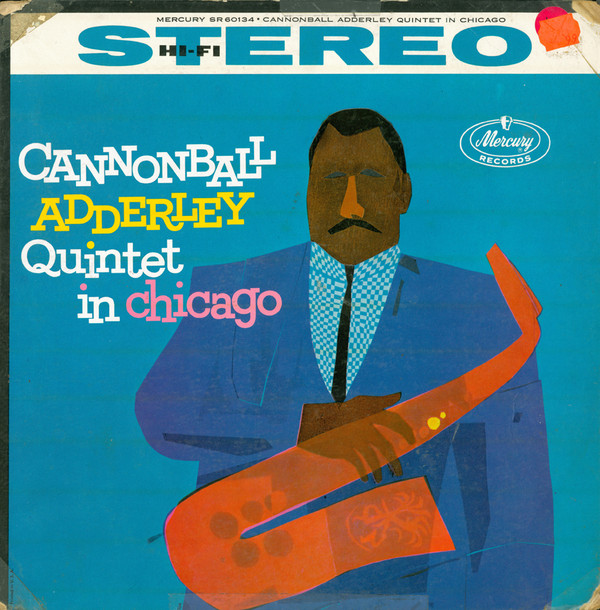 MERCURY SR 60134 • CANNONBALL ADDERLEY QUINTET IN CHICAGO
STEREO
HI-FI
Mercury
RECORDS
CANNONBALL
ADDERLEY
Quintet
in chicago